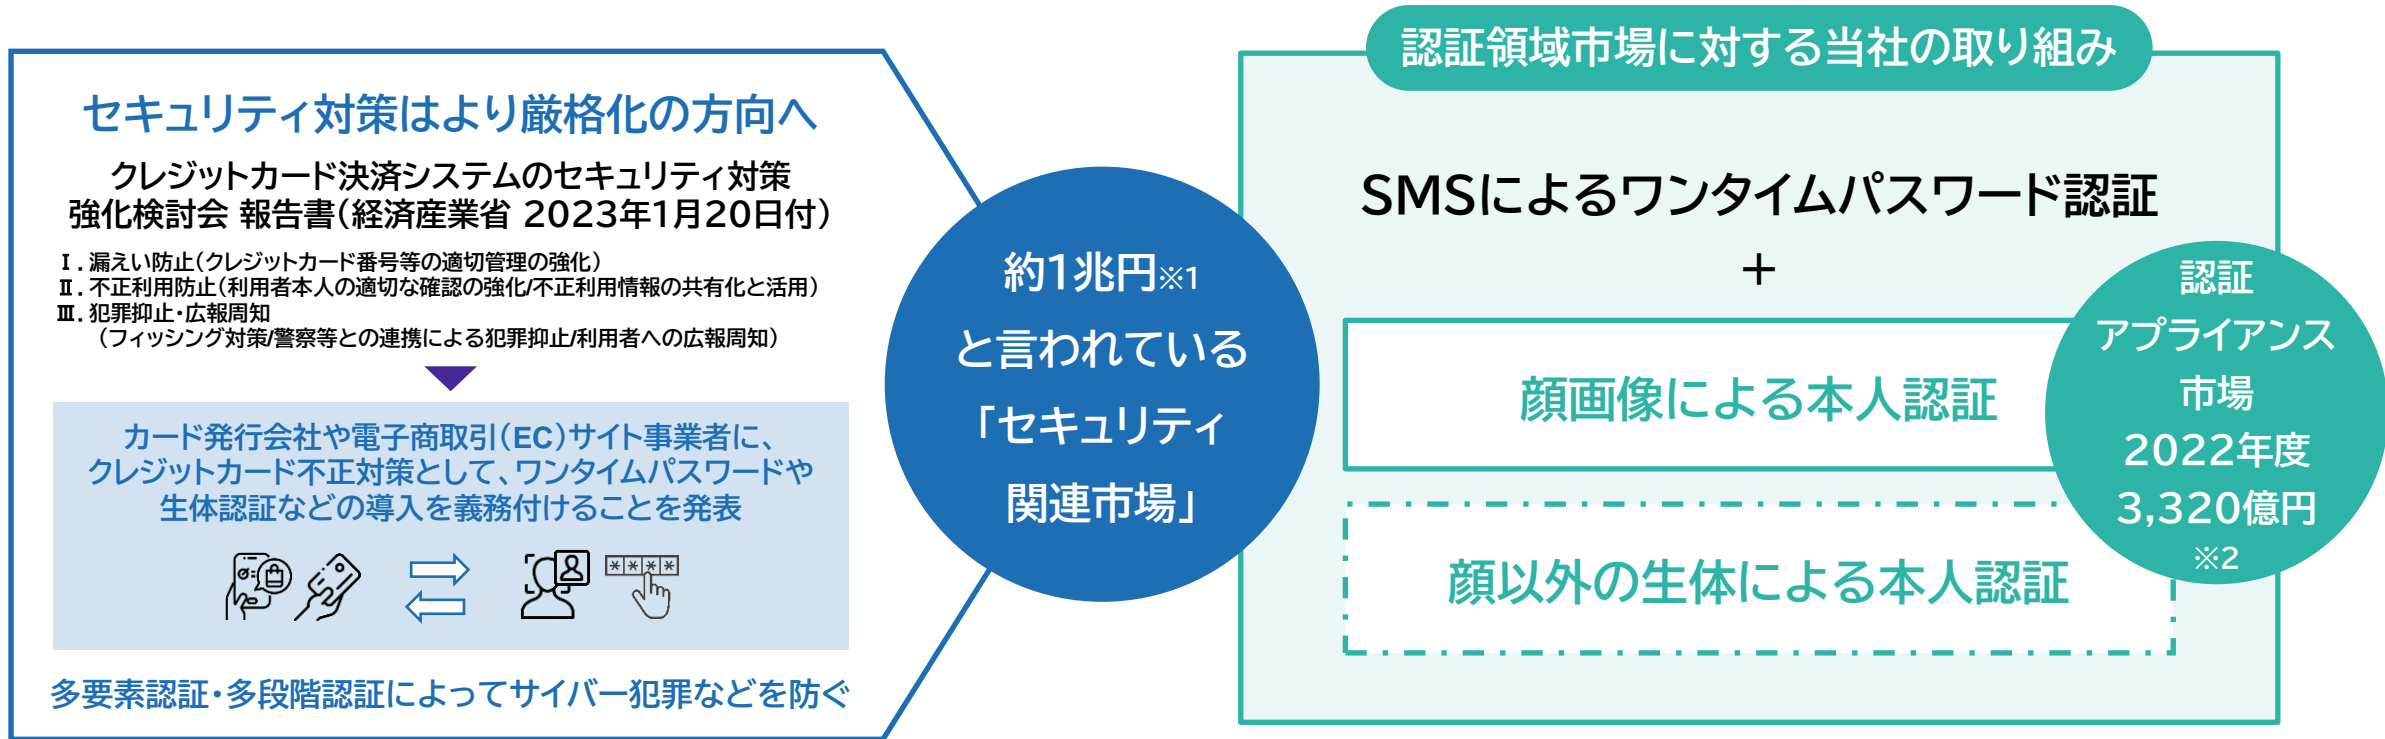 セキュリティ対策はより厳格化の方向へ
クレジットカード決済システムのセキュリティ対策
強化検討会 報告書（経済産業省 2023年1月20日付）
Ⅰ．漏えい防止（クレジットカード番号等の適切管理の強化）
Ⅱ．不正利用防止（利用者本人の適切な確認の強化/不正利用情報の共有化と活用）
Ⅲ．犯罪抑止・広報周知
（フィッシング対策/警察等との連携による犯罪抑止/利用者への広報周知）
カード発行会社や電子商取引（EC）サイト事業者に、
クレジットカード不正対策として、ワンタイムパスワードや
生体認証などの導入を義務付けることを発表
****
多要素認証・多段階認証によってサイバー犯罪などを防ぐ
約1兆円※1
と言われている
「セキュリティ
関連市場」
認証領域市場に対する当社の取り組み
SMSによるワンタイムパスワード認証
＋
顔画像による本人認証
顔以外の生体による本人認証
認証
アプライアンス
市場
2022年度
3,320億円
※2